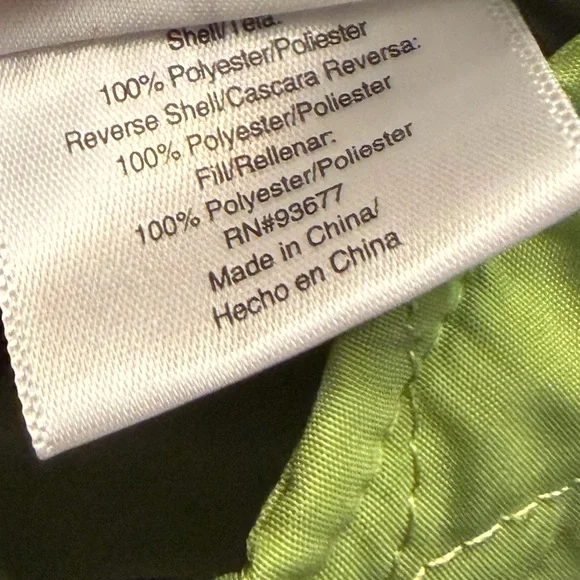 Shell/Tela:
100% Polyester/Poliester
Reverse Shell/Cascara Reversa:
100% Polyester/Poliester
Fill/Rellenar:
100% Polyester/Poliester
RN#93677
Made in China/
Hecho en China